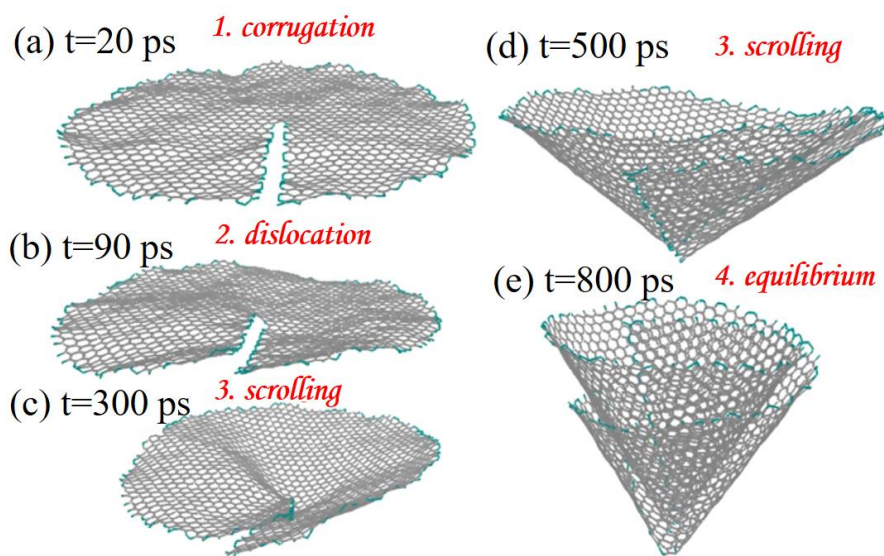 (a) t=20 ps
1. corrugation
(b) t=90 ps
2. dislocation
(c) t=300 ps
3. scrolling
(d) t=500 ps
3. scrolling
(e) t=800 ps
4. equilibrium